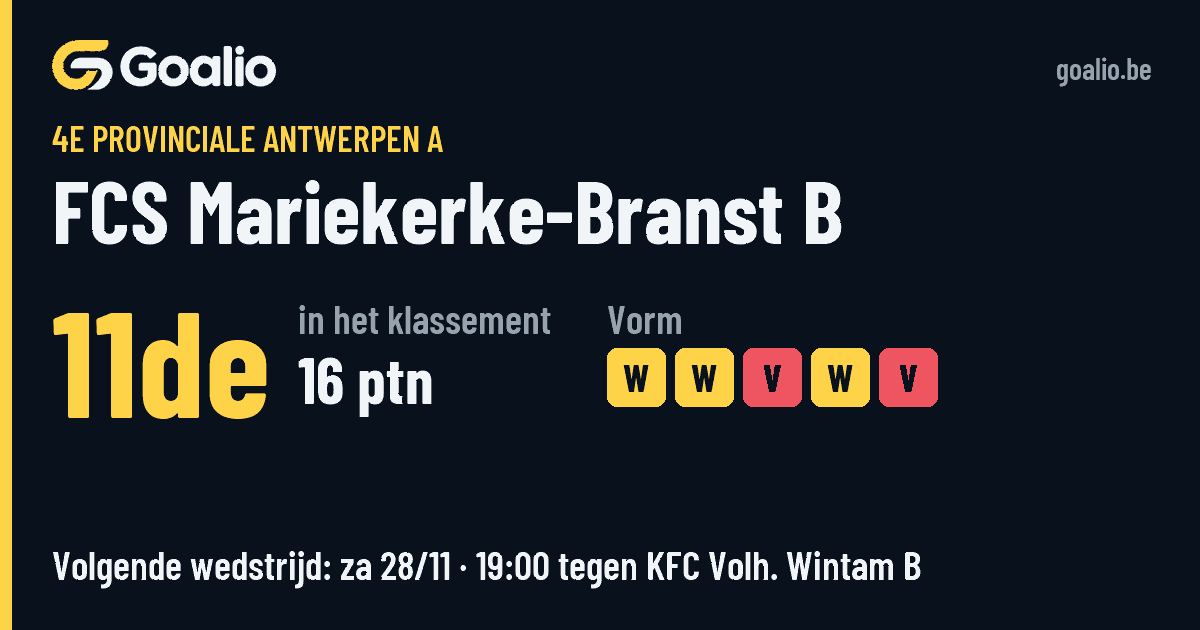 Goalio
goalio.be
4E PROVINCIALE ANTWERPEN A
FCS Mariekerke-Branst B
11de
in het klassement
16 ptn
Vorm
W W V W V
Volgende wedstrijd: za 28/11 · 19:00 tegen KFC Volh. Wintam B